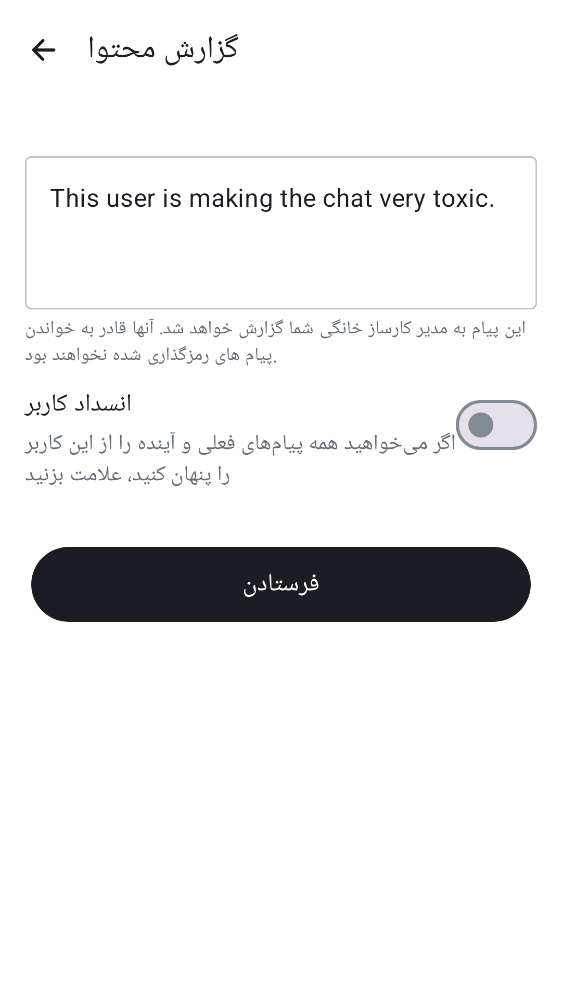 گزارش محتوا
This user is making the chat very toxic.
این پیام به مدیر کارساز خانگی شما گزارش خواهد شد. آنها قادر به خواندن
پیام های رمزگذاری شده نخواهند بود.
انسداد کاربر
اگر می‌خواهید همه پیام‌های فعلی و آینده را از این کاربر
را پنهان کنید، علامت بزنید
فرستادن